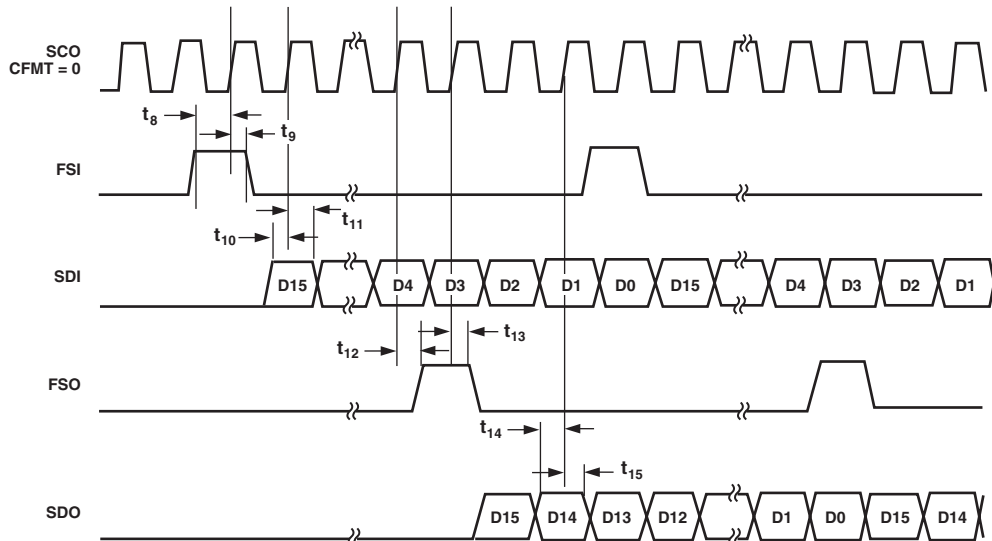 SCO
CFMT = 0
t8
t9
FSI
t11
t10
SDI
D15 D4 D3 D2 D1 D0 D15 D4 D3 D2 D1
t13
t12
FSO
t14
t15
SDO
D15 D14 D13 D12 D1 D0 D15 D14